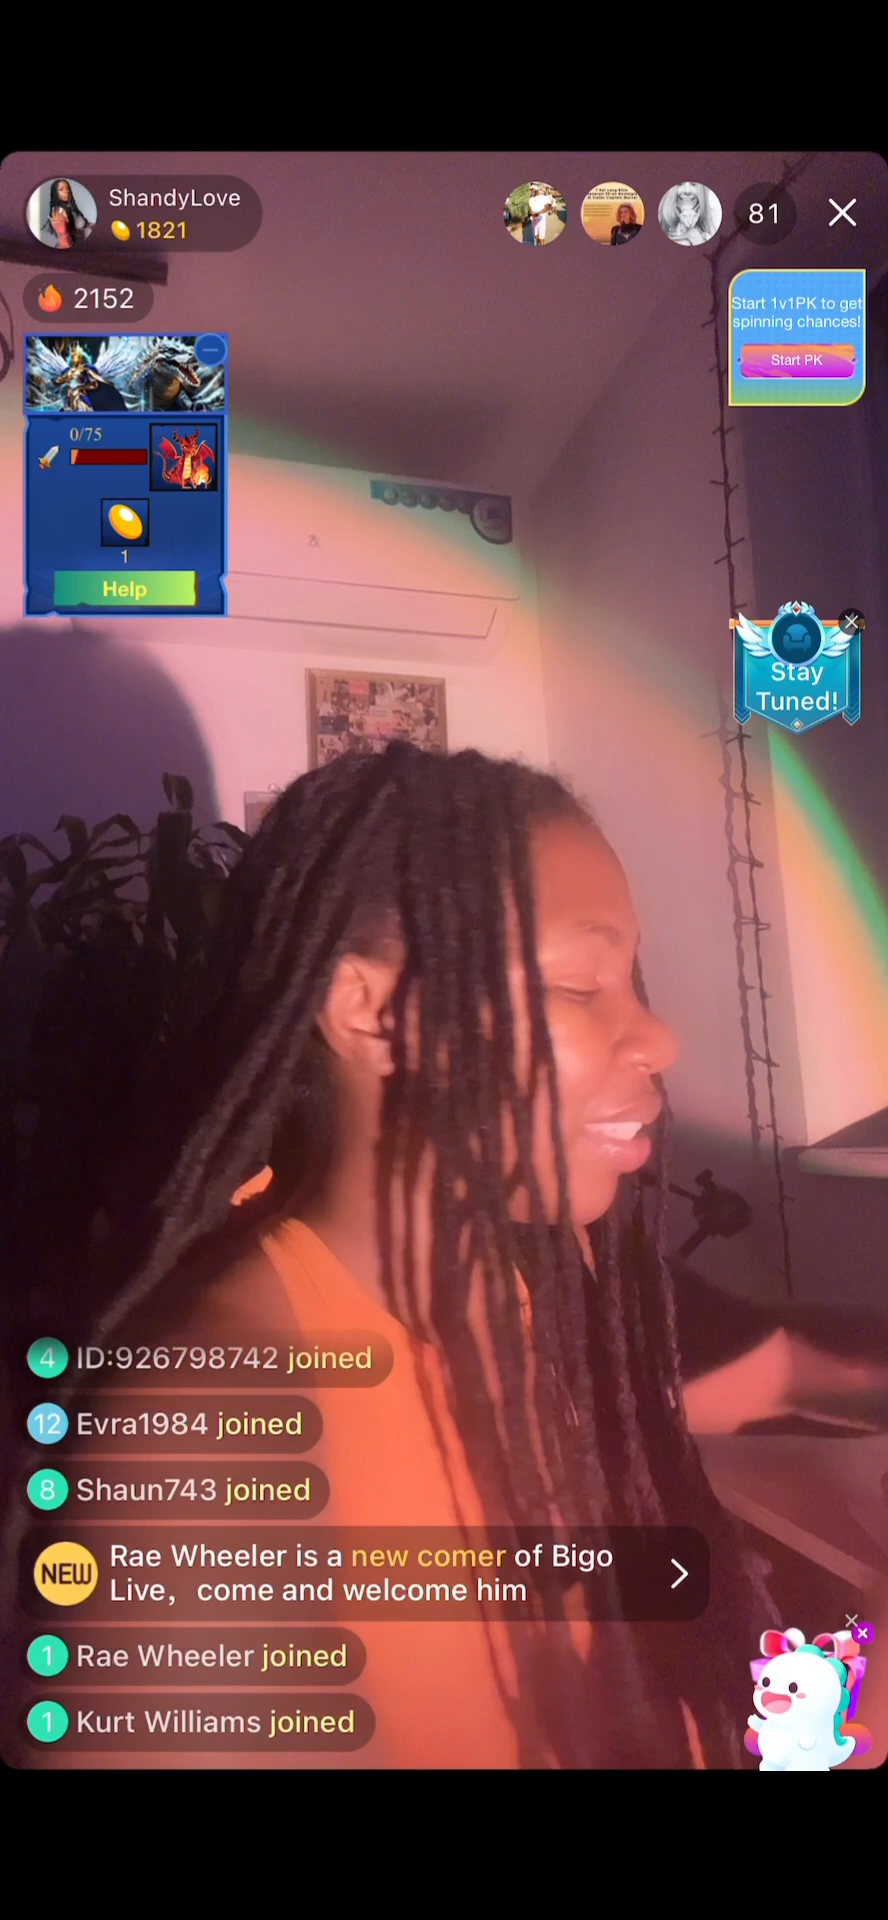 ShandyLove
1821
81
2152
Start 1v1PK to get
spinning chances!
Start PK
0/75
1
Help
Stay
Tuned!
4 ID:926798742 joined
12 Evra1984 joined
8 Shaun743 joined
NEW Rae Wheeler is a new comer of Bigo
Live，come and welcome him
1 Rae Wheeler joined
1 Kurt Williams joined